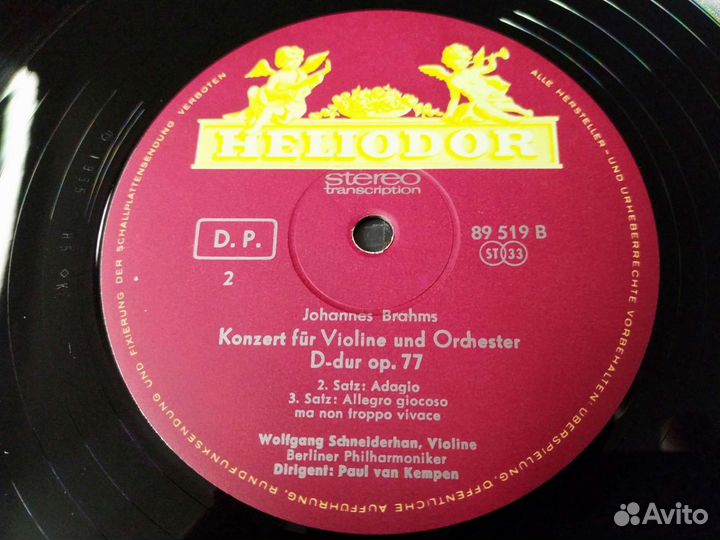 HELIODOR
stereo
transcription
D. P.
2
89 519 B
ST 33
Johannes Brahms
Konzert für Violine und Orchester
D-dur op. 77
2. Satz: Adagio
3. Satz: Allegro giocoso
ma non troppo vivace
Wolfgang Schneiderhan, Violine
Berliner Philharmoniker
Dirigent: Paul van Kempen
ALLE HERSTELLER- UND URHEBERRECHTE VORBEHALTEN: ÜBERSPIELUNG, ÖFFENTLICHE AUFFÜHRUNG, RUNDFUNKSENDUNG UND FIXIERUNG DER SCHALLPLATTENSENDUNG VERBOTEN
Avito